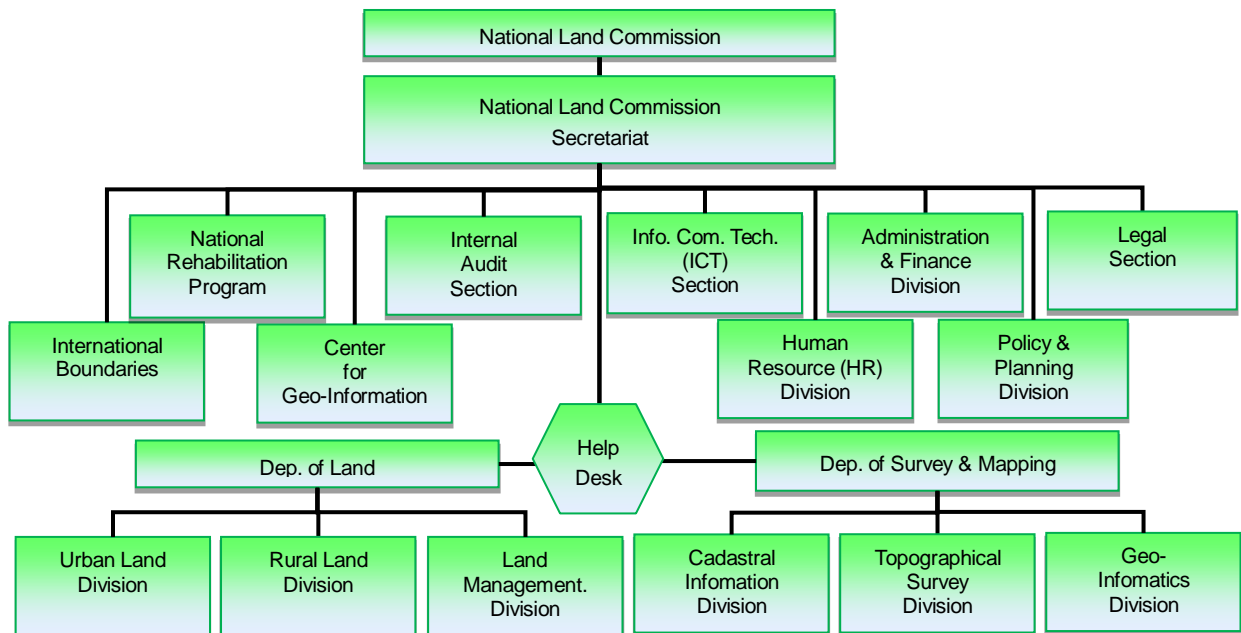 National Land Commission
National Land Commission
Secretariat
National
Rehabilitation
Program
Internal
Audit
Section
Info. Com. Tech.
(ICT)
Section
Administration
& Finance
Division
Legal
Section
International
Boundaries
Center
for
Geo-Information
Human
Resource (HR)
Division
Policy &
Planning
Division
Help
Desk
Dep. of Land
Dep. of Survey & Mapping
Urban Land
Division
Rural Land
Division
Land
Management.
Division
Cadastral
Infomation
Division
Topographical
Survey
Division
Geo-
Infomatics
Division